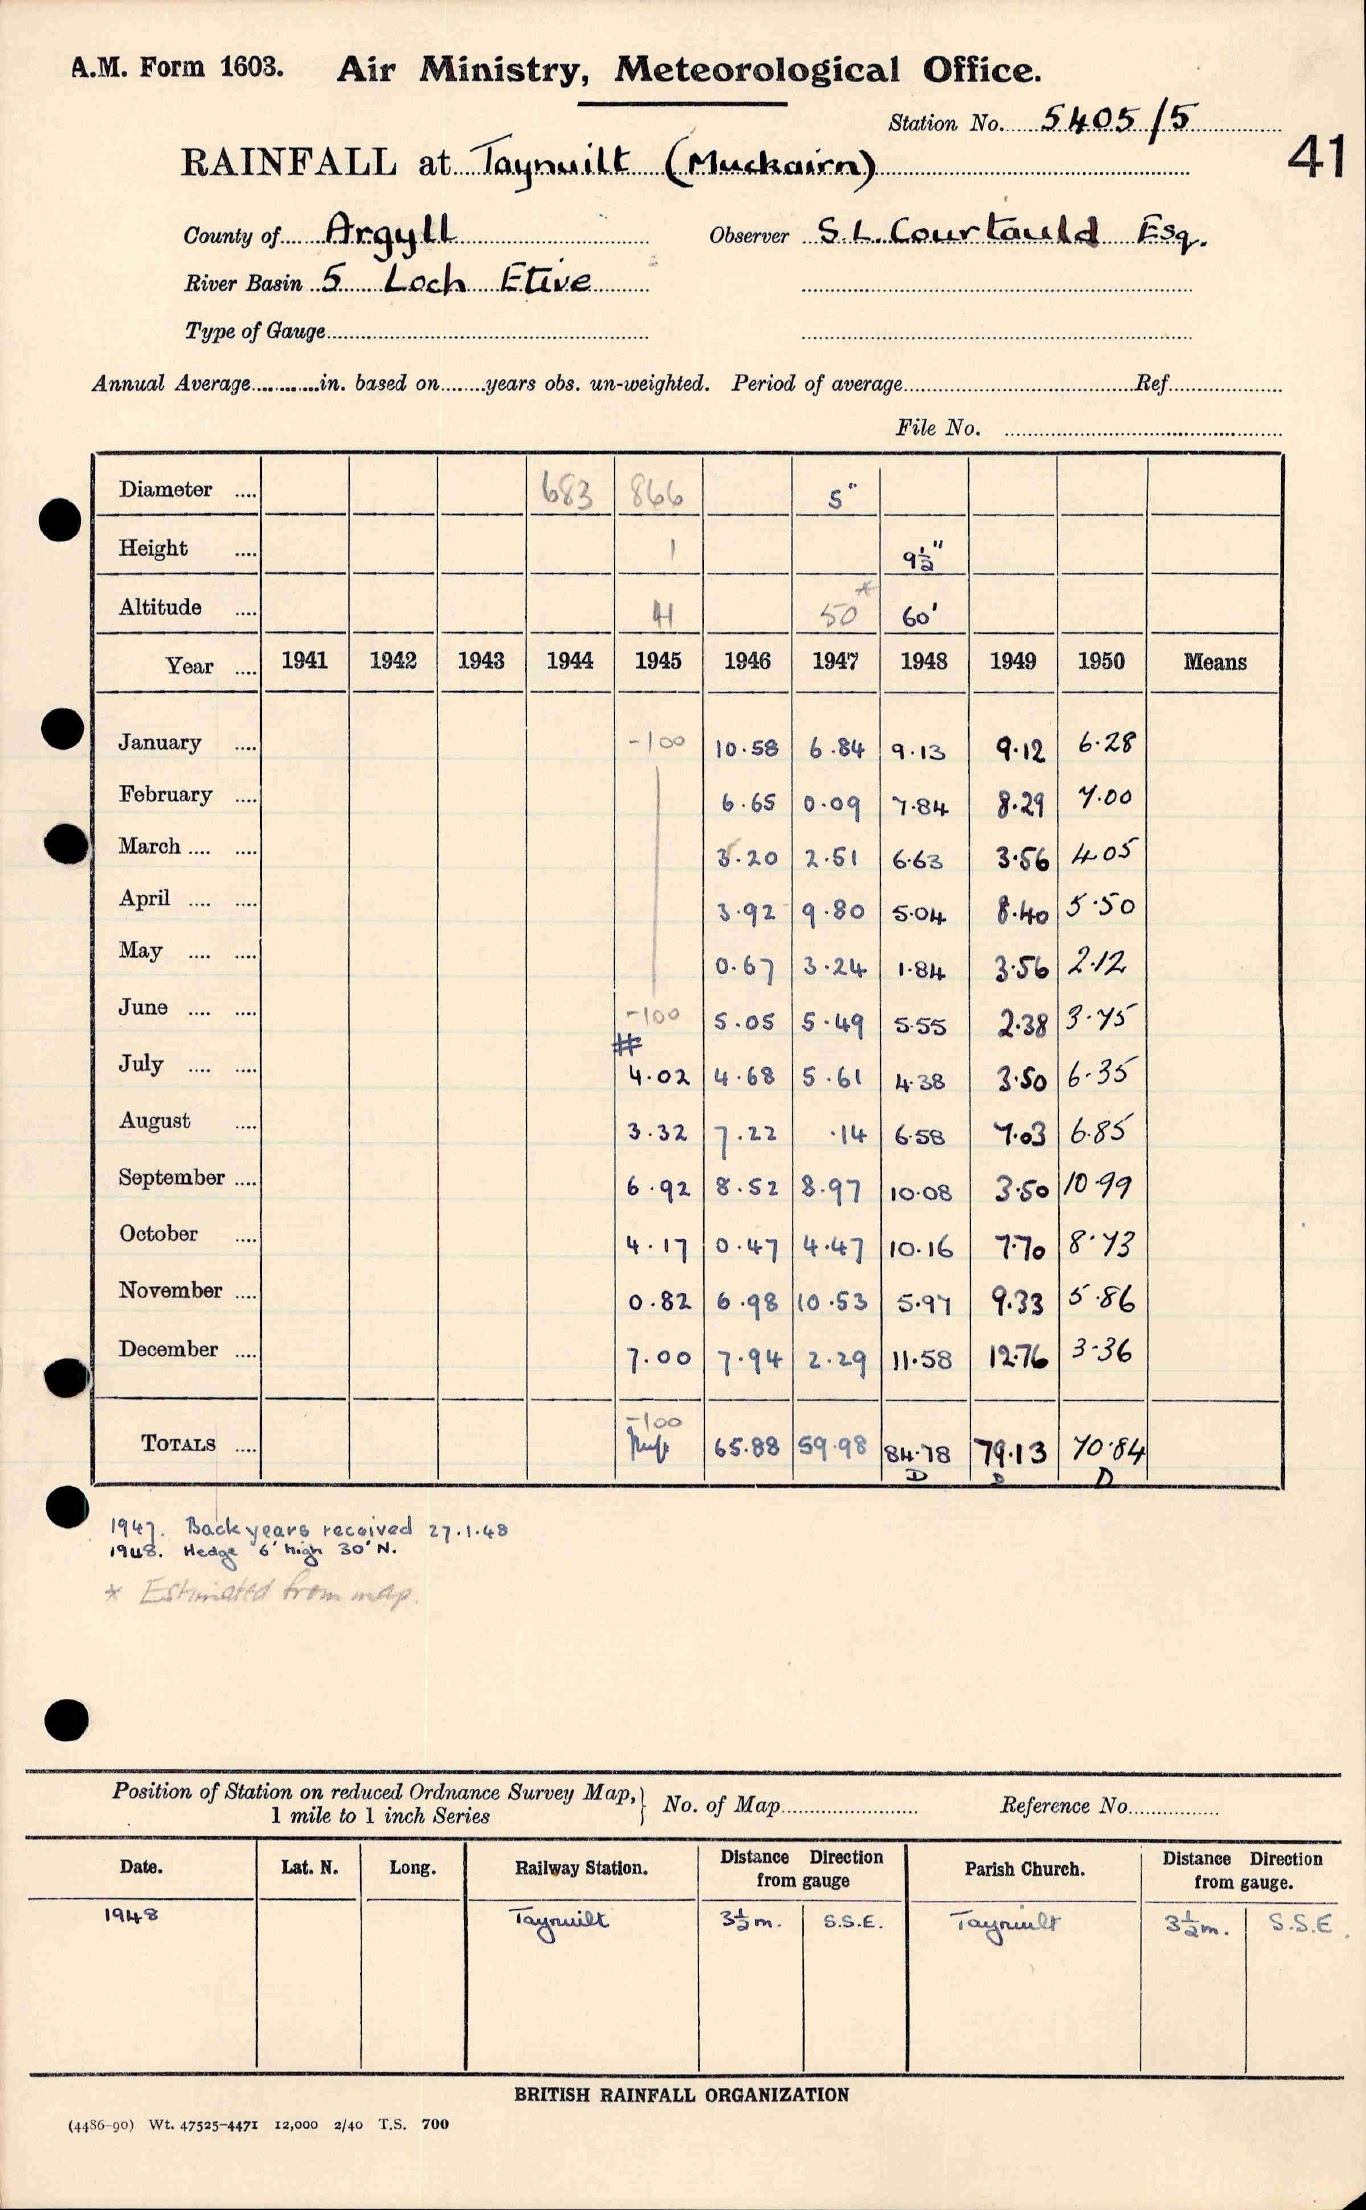 A.M. Form 1603. Air Ministry, Meteorological Office.
Station No. 5405/5
41
RAINFALL at Taynuilt (Muckairn)
County of Argyll Observer S.L. Courtauld Esq.
River Basin 5 Loch Etive
Type of Gauge
Annual Average in. based on years obs. un-weighted. Period of average Ref.
File No.
Diameter 683 866 5"
Height 1 9½"
Altitude 41 50* 60'
Year 1941 1942 1943 1944 1945 1946 1947 1948 1949 1950 Means
January -100 10.58 6.84 9.13 9.12 6.28
February 6.65 0.09 7.84 8.29 7.00
March 3.20 2.51 6.63 3.56 4.05
April 3.92 9.80 5.04 8.40 5.50
May 0.67 3.24 1.84 3.56 2.12
June -100 5.05 5.49 5.55 2.38 3.75
July # 4.02 4.68 5.61 4.38 3.50 6.35
August 3.32 7.22 .14 6.58 7.03 6.85
September 6.92 8.52 8.97 10.08 3.50 10.99
October 4.17 0.47 4.47 10.16 7.70 8.73
November 0.82 6.98 10.53 5.97 9.33 5.86
December 7.00 7.94 2.29 11.58 12.76 3.36
TOTALS -100 65.88 59.98 84.78 D 79.13 D 70.84 D
1947. Back years received 27.1.48
1948. Hedge 6' high 30' N.
* Estimated from map.
Position of Station on reduced Ordnance Survey Map, No. of Map Reference No.
1 mile to 1 inch Series
Date. Lat. N. Long. Railway Station. Distance Direction from gauge Parish Church. Distance Direction from gauge.
1948 Taynuilt 3½m. S.S.E. Taynuilt 3½m. S.S.E.
BRITISH RAINFALL ORGANIZATION
(4486-90) Wt. 47525-4471 12,000 2/40 T.S. 700